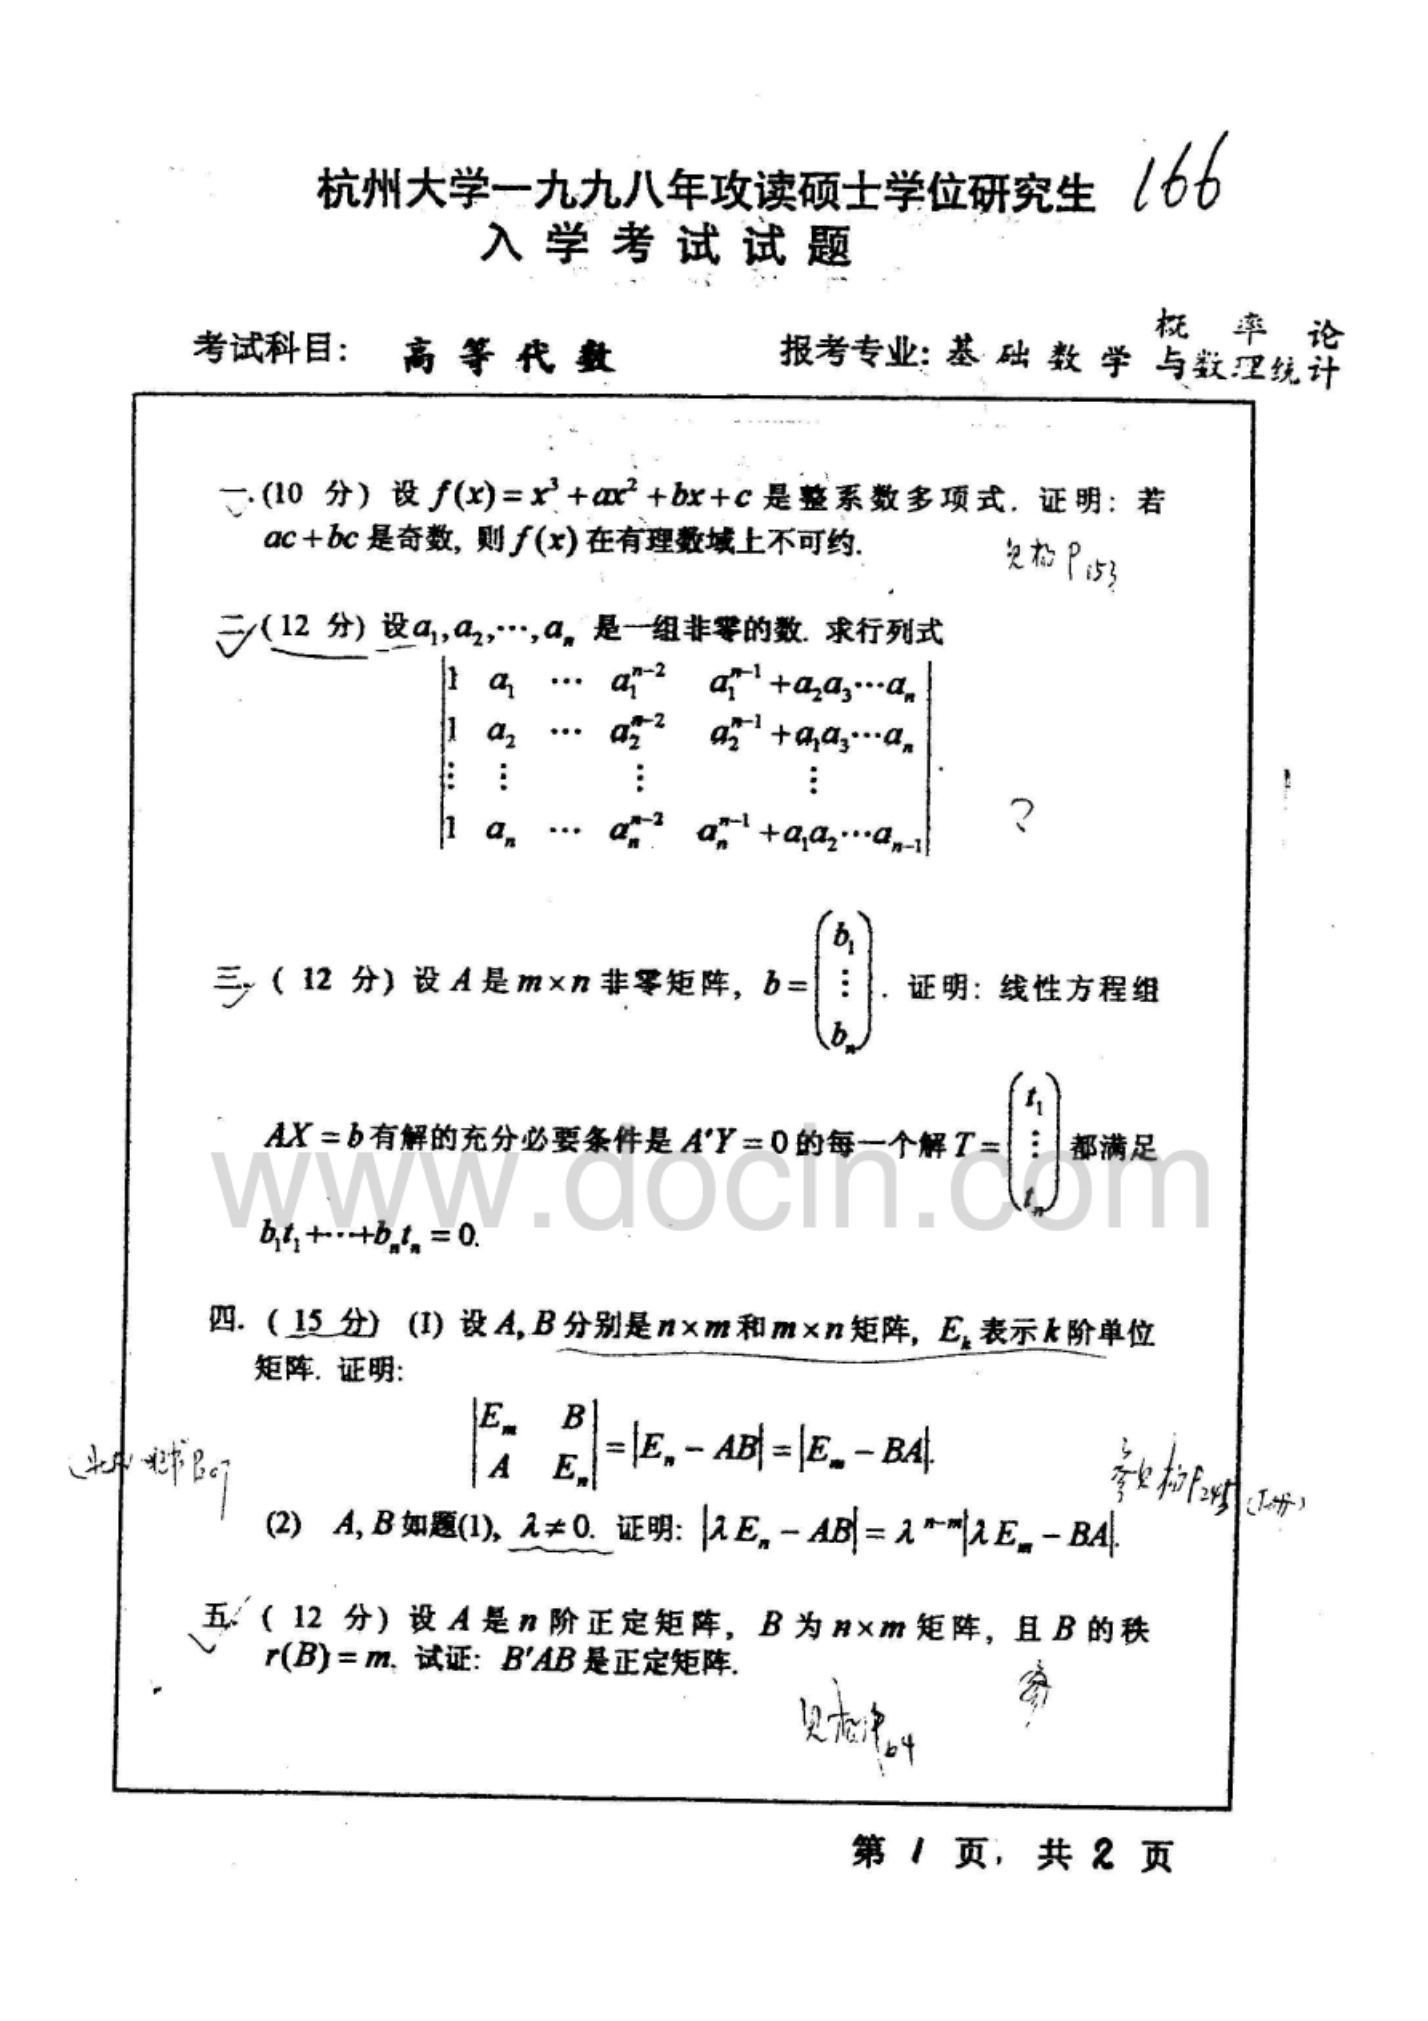 杭州大学一九九八年攻读硕士学位研究生 166
入学考试试题
考试科目: 高等代数 报考专业: 基础数学 概率论与数理统计
一. (10 分) 设 f(x) = x³ + ax² + bx + c 是整系数多项式. 证明: 若
ac + bc 是奇数, 则 f(x) 在有理数域上不可约.
P153
二 (12 分) 设 a₁, a₂, ⋯, aₙ 是一组非零的数. 求行列式
| 1 a₁ ⋯ a₁ⁿ⁻² a₁ⁿ⁻¹ + a₂a₃⋯aₙ |
| 1 a₂ ⋯ a₂ⁿ⁻² a₂ⁿ⁻¹ + a₁a₃⋯aₙ |
| ⋮ ⋮ ⋮ ⋮ |
| 1 aₙ ⋯ aₙⁿ⁻² aₙⁿ⁻¹ + a₁a₂⋯aₙ₋₁ | .
?
三. ( 12 分) 设 A 是 m×n 非零矩阵, b = (b₁ ⋮ bₙ) . 证明: 线性方程组
AX = b 有解的充分必要条件是 A'Y = 0 的每一个解 T = (t₁ ⋮ tₙ) 都满足
b₁t₁ + ⋯ + bₙtₙ = 0.
四. ( 15 分) (1) 设 A, B 分别是 n×m 和 m×n 矩阵, Eₖ 表示 k 阶单位
矩阵. 证明:
| Eₘ B |
| A Eₙ | = |Eₙ − AB| = |Eₘ − BA|.
(2) A, B 如题(1), λ ≠ 0. 证明: |λEₙ − AB| = λⁿ⁻ᵐ|λEₘ − BA|.
五. ( 12 分) 设 A 是 n 阶正定矩阵, B 为 n×m 矩阵, 且 B 的秩
r(B) = m. 试证: B'AB 是正定矩阵.
第 1 页, 共 2 页
www.docin.com